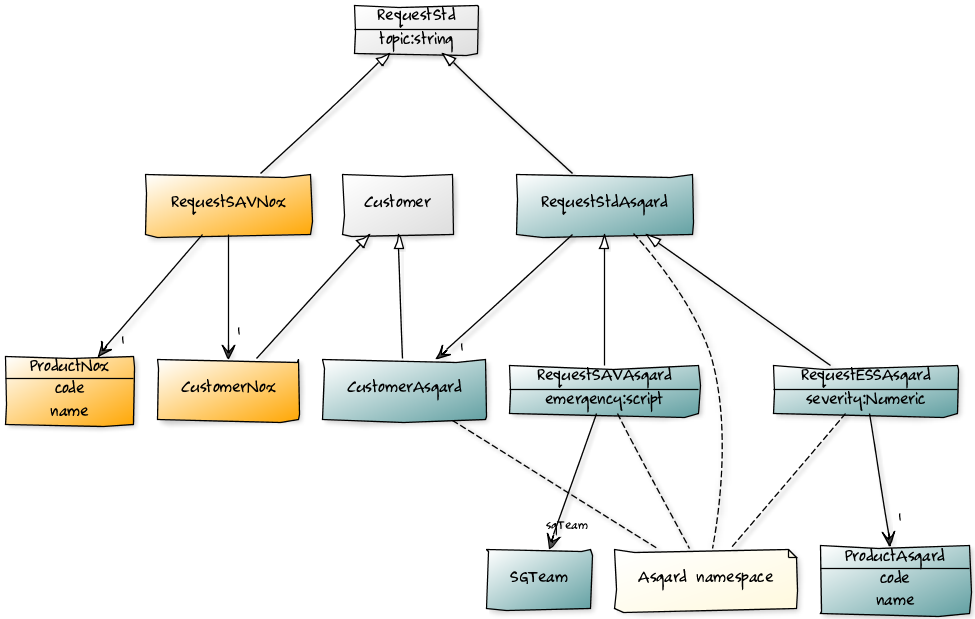 RequestStd
topic:string
RequestSAVNox
Customer
RequestStdAsgard
1
1
1
ProductNox
code
name
CustomerNox
CustomerAsgard
RequestSAVAsgard
emergency:script
RequestESSAsgard
severity:Numeric
sgTeam
1
SGTeam
Asgard namespace
ProductAsgard
code
name